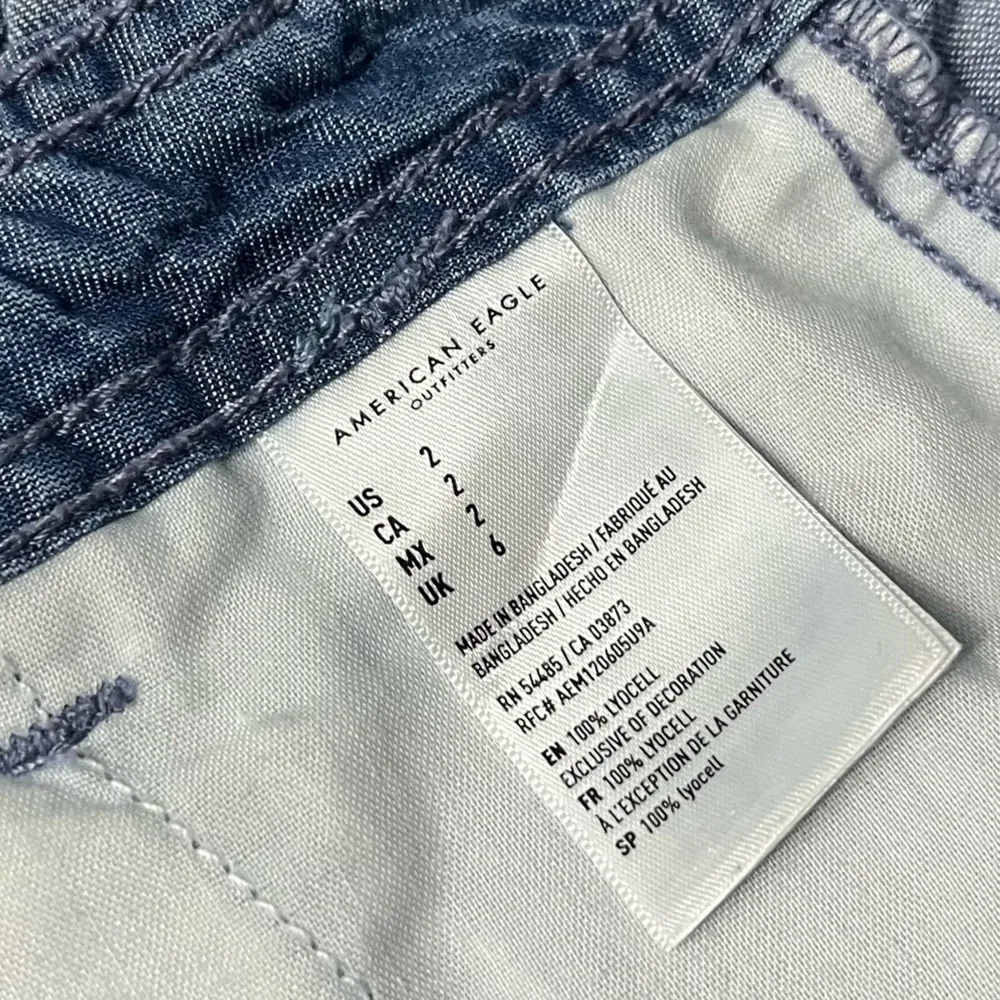 AMERICAN EAGLE
OUTFITTERS
US 2
CA 2
MX 2
UK 6
MADE IN BANGLADESH / FABRIQUÉ AU
BANGLADESH / HECHO EN BANGLADESH
RN 54485 / CA 03873
RFC# AEM120605U9A
EN 100% LYOCELL
EXCLUSIVE OF DECORATION
FR 100% LYOCELL
À L'EXCEPTION DE LA GARNITURE
SP 100% lyocell